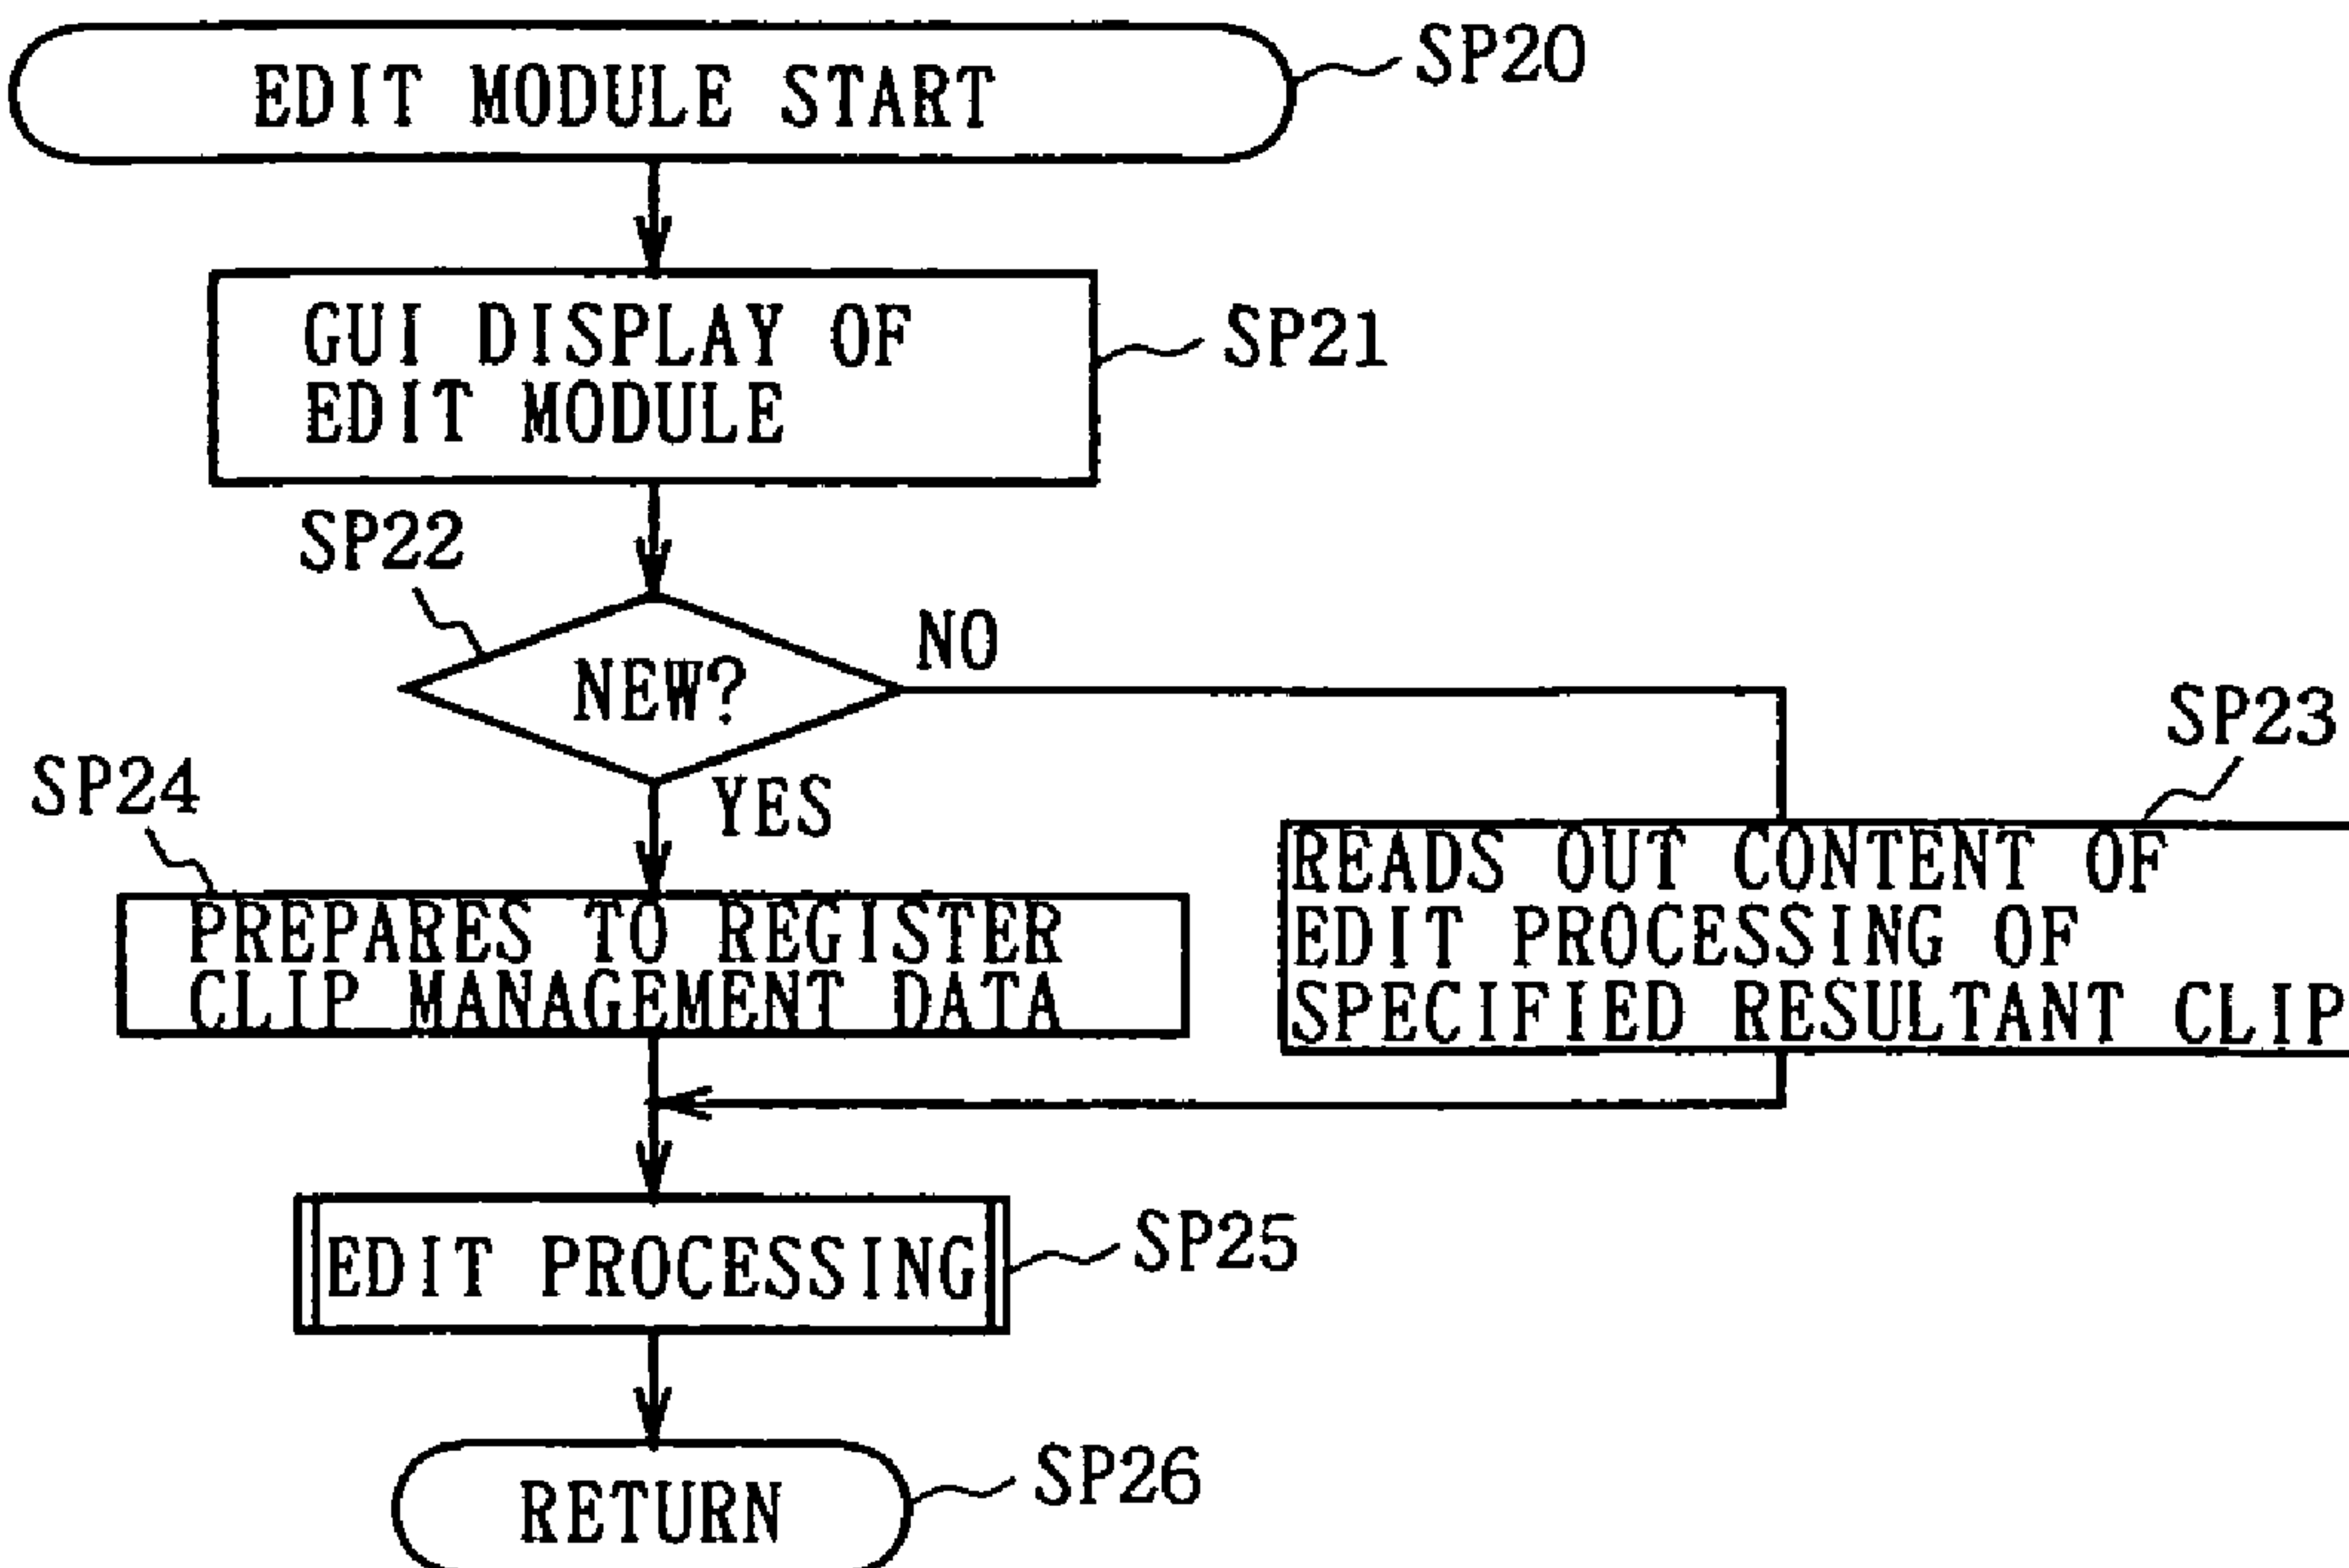 EDIT MODULE START
SP20
GUI DISPLAY OF
EDIT MODULE
SP21
SP22
NEW?
NO
YES
SP23
READS OUT CONTENT OF
EDIT PROCESSING OF
SPECIFIED RESULTANT CLIP
SP24
PREPARES TO REGISTER
CLIP MANAGEMENT DATA
EDIT PROCESSING
SP25
RETURN
SP26